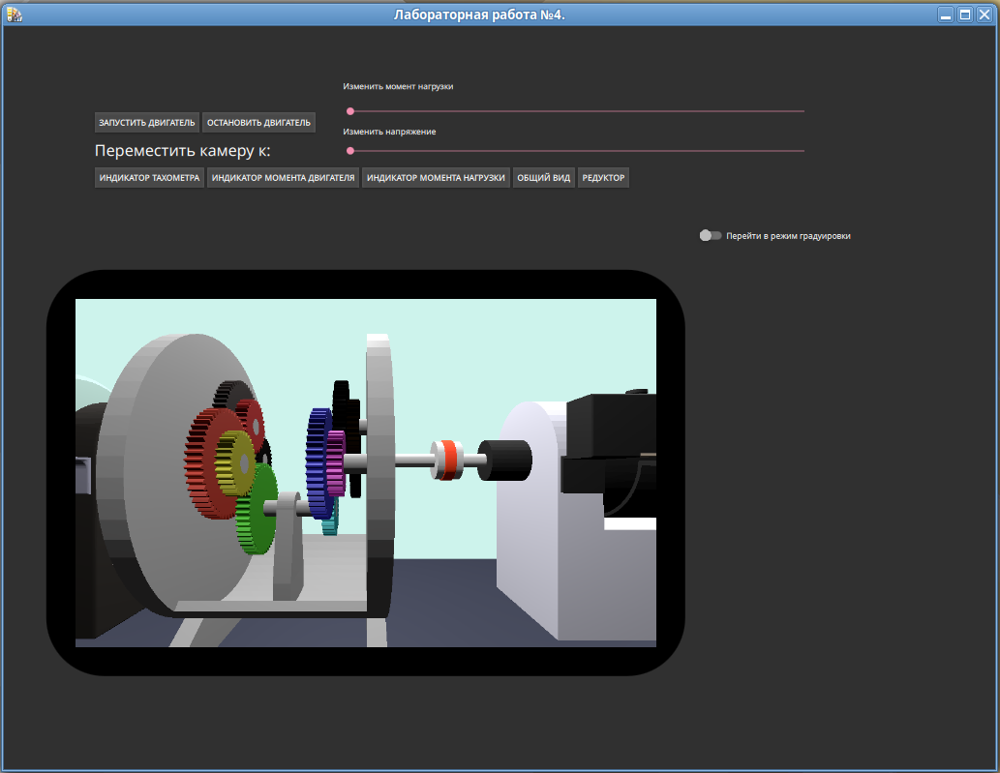 Лабораторная работа №4.
Изменить момент нагрузки
ЗАПУСТИТЬ ДВИГАТЕЛЬ ОСТАНОВИТЬ ДВИГАТЕЛЬ
Изменить напряжение
Переместить камеру к:
ИНДИКАТОР ТАХОМЕТРА ИНДИКАТОР МОМЕНТА ДВИГАТЕЛЯ ИНДИКАТОР МОМЕНТА НАГРУЗКИ ОБЩИЙ ВИД РЕДУКТОР
Перейти в режим градуировки